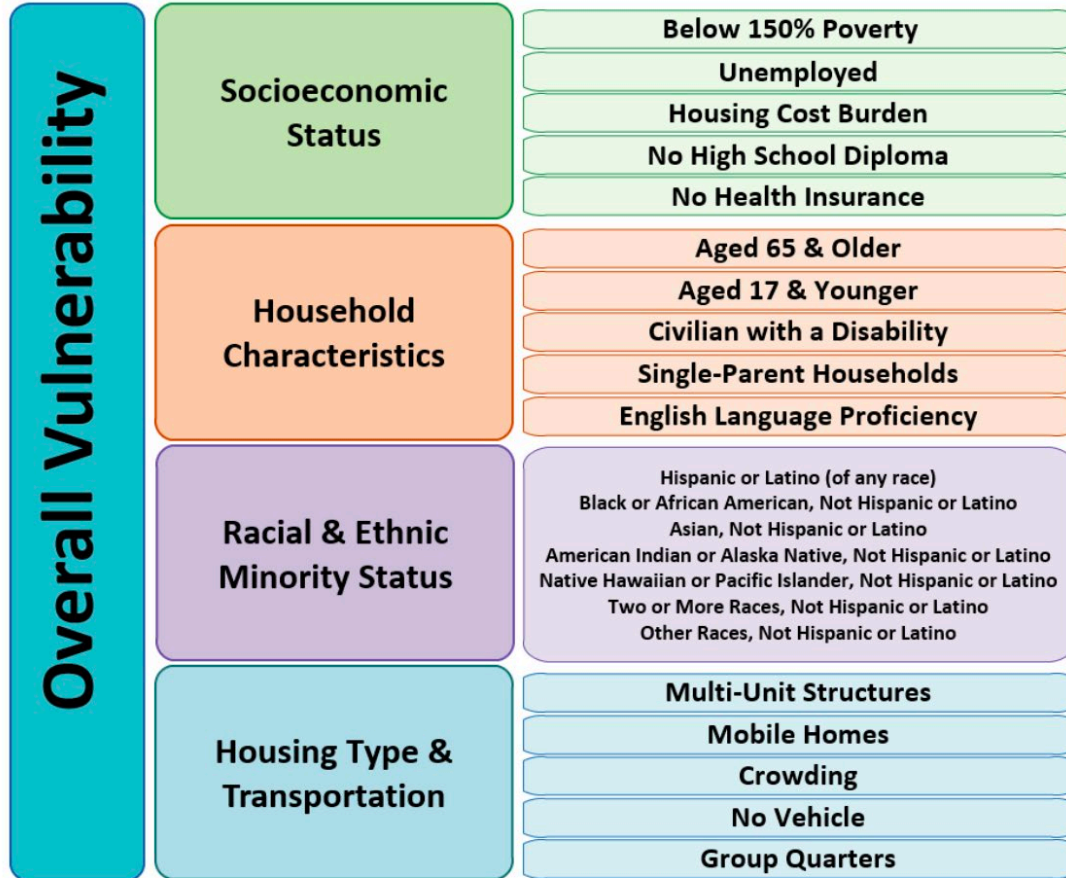 Overall Vulnerability
Socioeconomic
Status
Below 150% Poverty
Unemployed
Housing Cost Burden
No High School Diploma
No Health Insurance
Household
Characteristics
Aged 65 & Older
Aged 17 & Younger
Civilian with a Disability
Single-Parent Households
English Language Proficiency
Racial & Ethnic
Minority Status
Hispanic or Latino (of any race)
Black or African American, Not Hispanic or Latino
Asian, Not Hispanic or Latino
American Indian or Alaska Native, Not Hispanic or Latino
Native Hawaiian or Pacific Islander, Not Hispanic or Latino
Two or More Races, Not Hispanic or Latino
Other Races, Not Hispanic or Latino
Housing Type &
Transportation
Multi-Unit Structures
Mobile Homes
Crowding
No Vehicle
Group Quarters